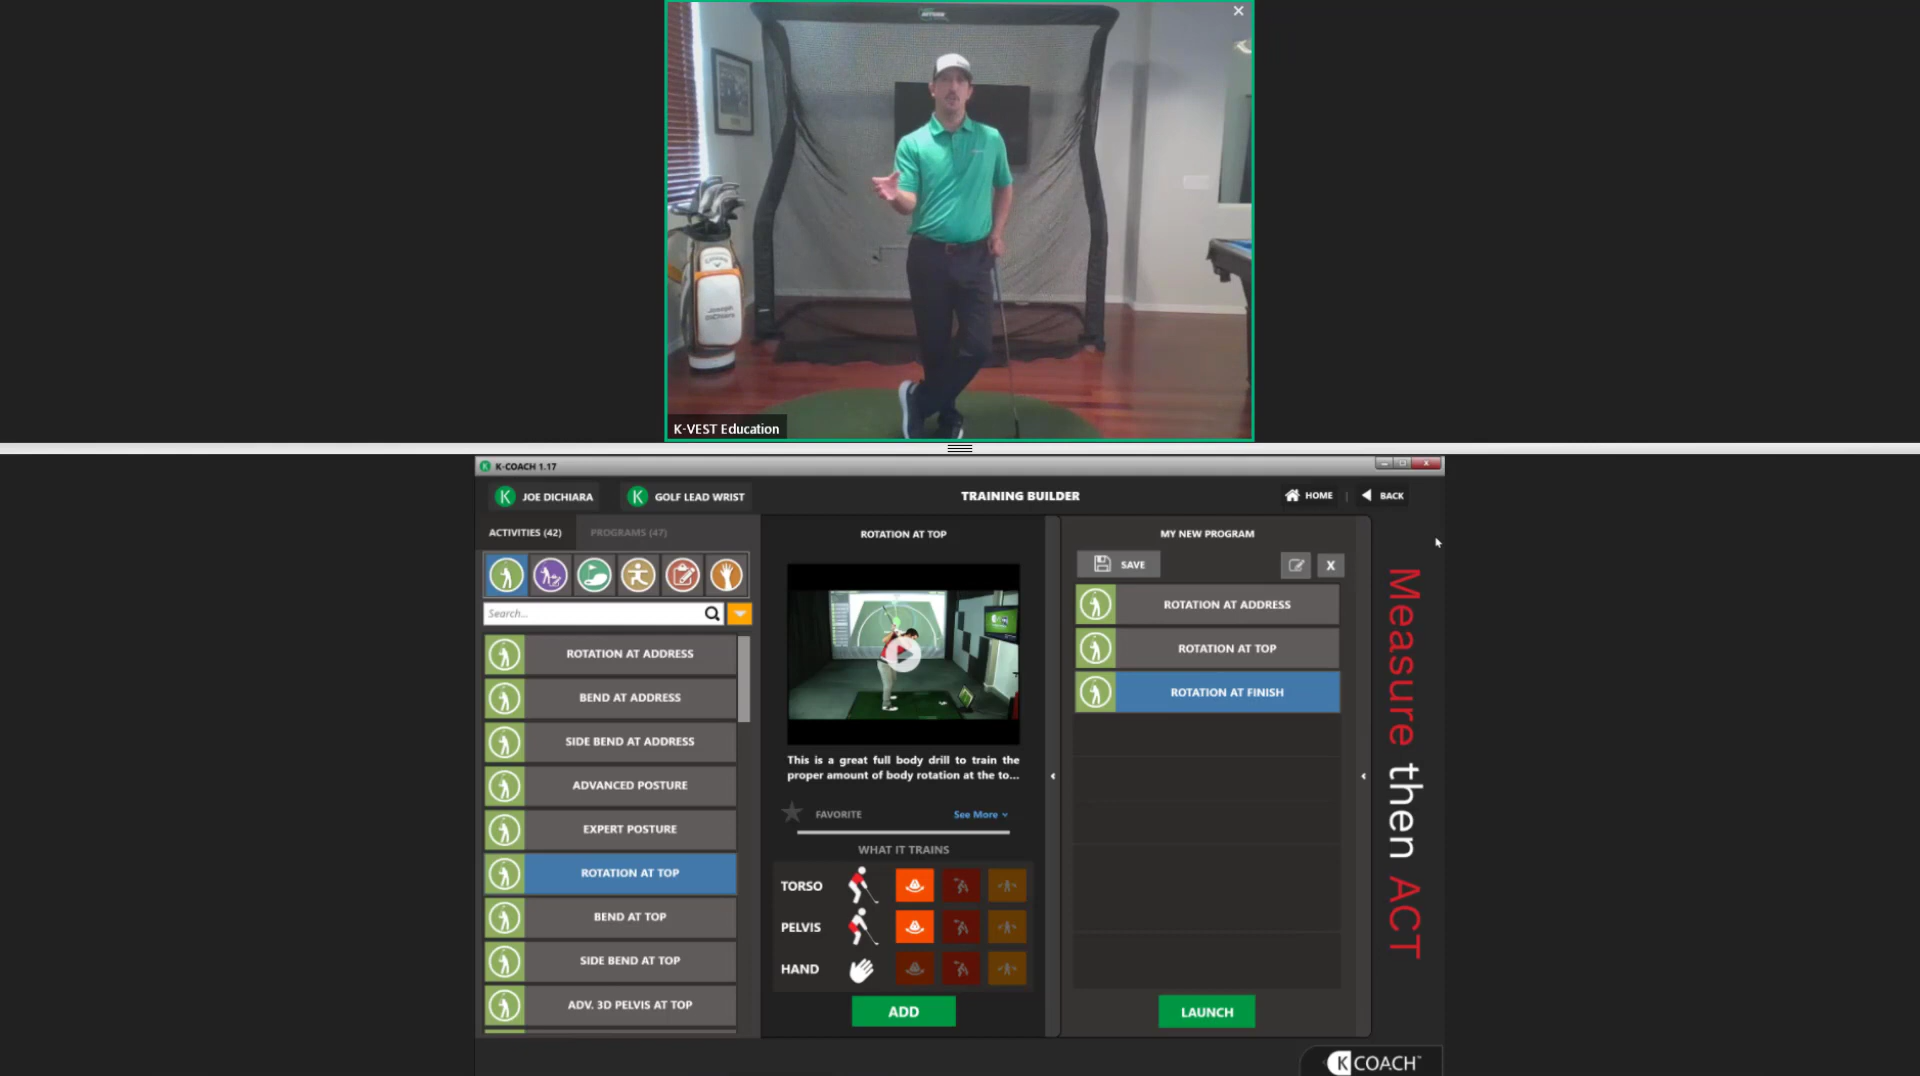 K-VEST Education
K-COACH 1.17
K JOE DICHIARA
K GOLF LEAD WRIST
TRAINING BUILDER
HOME
BACK
ACTIVITIES (42)
PROGRAMS (47)
Search...
ROTATION AT ADDRESS
BEND AT ADDRESS
SIDE BEND AT ADDRESS
ADVANCED POSTURE
EXPERT POSTURE
ROTATION AT TOP
BEND AT TOP
SIDE BEND AT TOP
ADV. 3D PELVIS AT TOP
ROTATION AT TOP
This is a great full body drill to train the
proper amount of body rotation at the to...
FAVORITE
See More
WHAT IT TRAINS
TORSO
PELVIS
HAND
ADD
MY NEW PROGRAM
SAVE
X
ROTATION AT ADDRESS
ROTATION AT TOP
ROTATION AT FINISH
LAUNCH
Measure then ACT
K COACH™